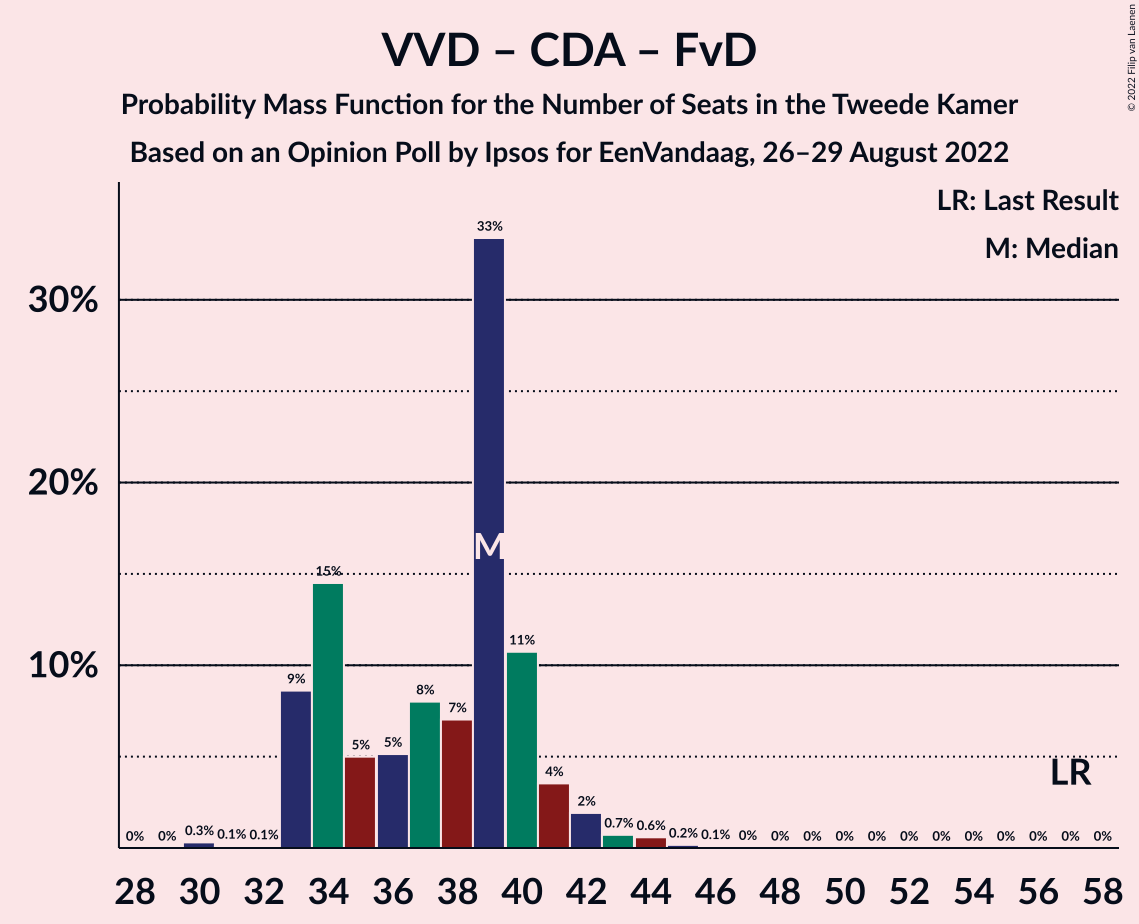 VVD – CDA – FvD
Probability Mass Function for the Number of Seats in the Tweede Kamer
Based on an Opinion Poll by Ipsos for EenVandaag, 26–29 August 2022
© 2022 Filip van Laenen
LR: Last Result
M: Median
30%
20%
10%
0% 0% 0.3% 0.1% 0.1% 9% 15% 5% 5% 8% 7% 33% 11% 4% 2% 0.7% 0.6% 0.2% 0.1% 0% 0% 0% 0% 0% 0% 0% 0% 0% 0% 0% 0%
M
LR
28 30 32 34 36 38 40 42 44 46 48 50 52 54 56 58